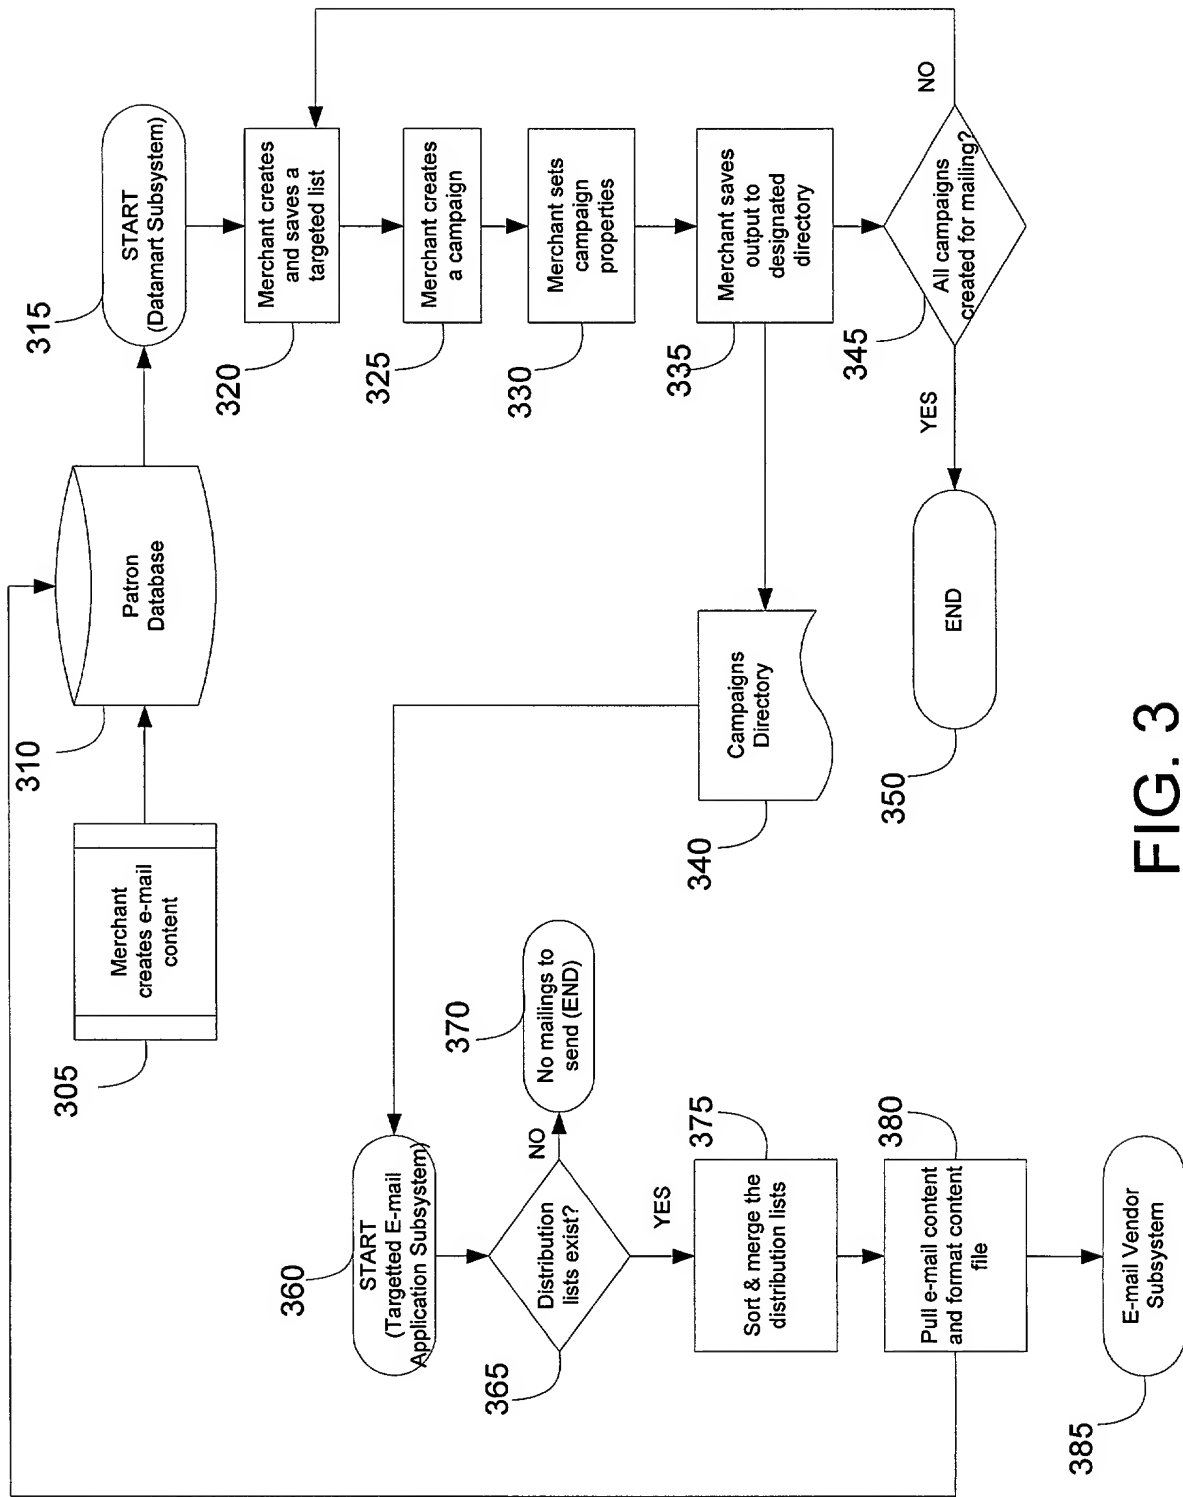 305
Merchant
creates e-mail
content
310
Patron
Database
315
START
(Datamart Subsystem)
320
Merchant creates
and saves a
targeted list
325
Merchant creates
a campaign
330
Merchant sets
campaign
properties
335
Merchant saves
output to
designated
directory
345
All campaigns
created for mailing?
NO
YES
350
END
340
Campaigns
Directory
360
START
(Targetted E-mail
Application Subsystem)
365
Distribution
lists exist?
NO
370
No mailings to
send (END)
YES
375
Sort & merge the
distribution lists
380
Pull e-mail content
and format content
file
385
E-mail Vendor
Subsystem
FIG. 3